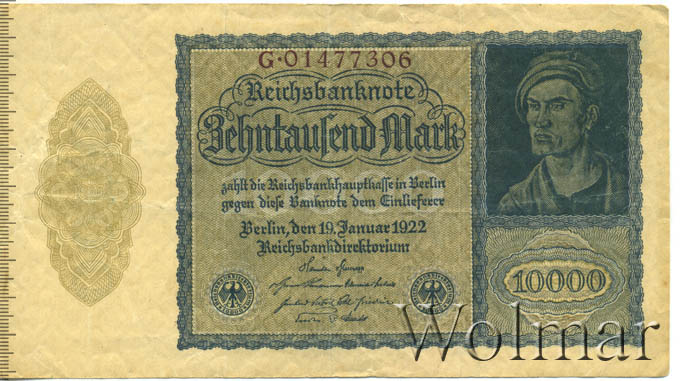 G·01477306
Reichsbanknote
Zehntausend Mark
zahlt die Reichsbankhauptkasse in Berlin
gegen diese Banknote dem Einlieferer
Berlin, den 19. Januar 1922
Reichsbankdirektorium
10000
Wolmar